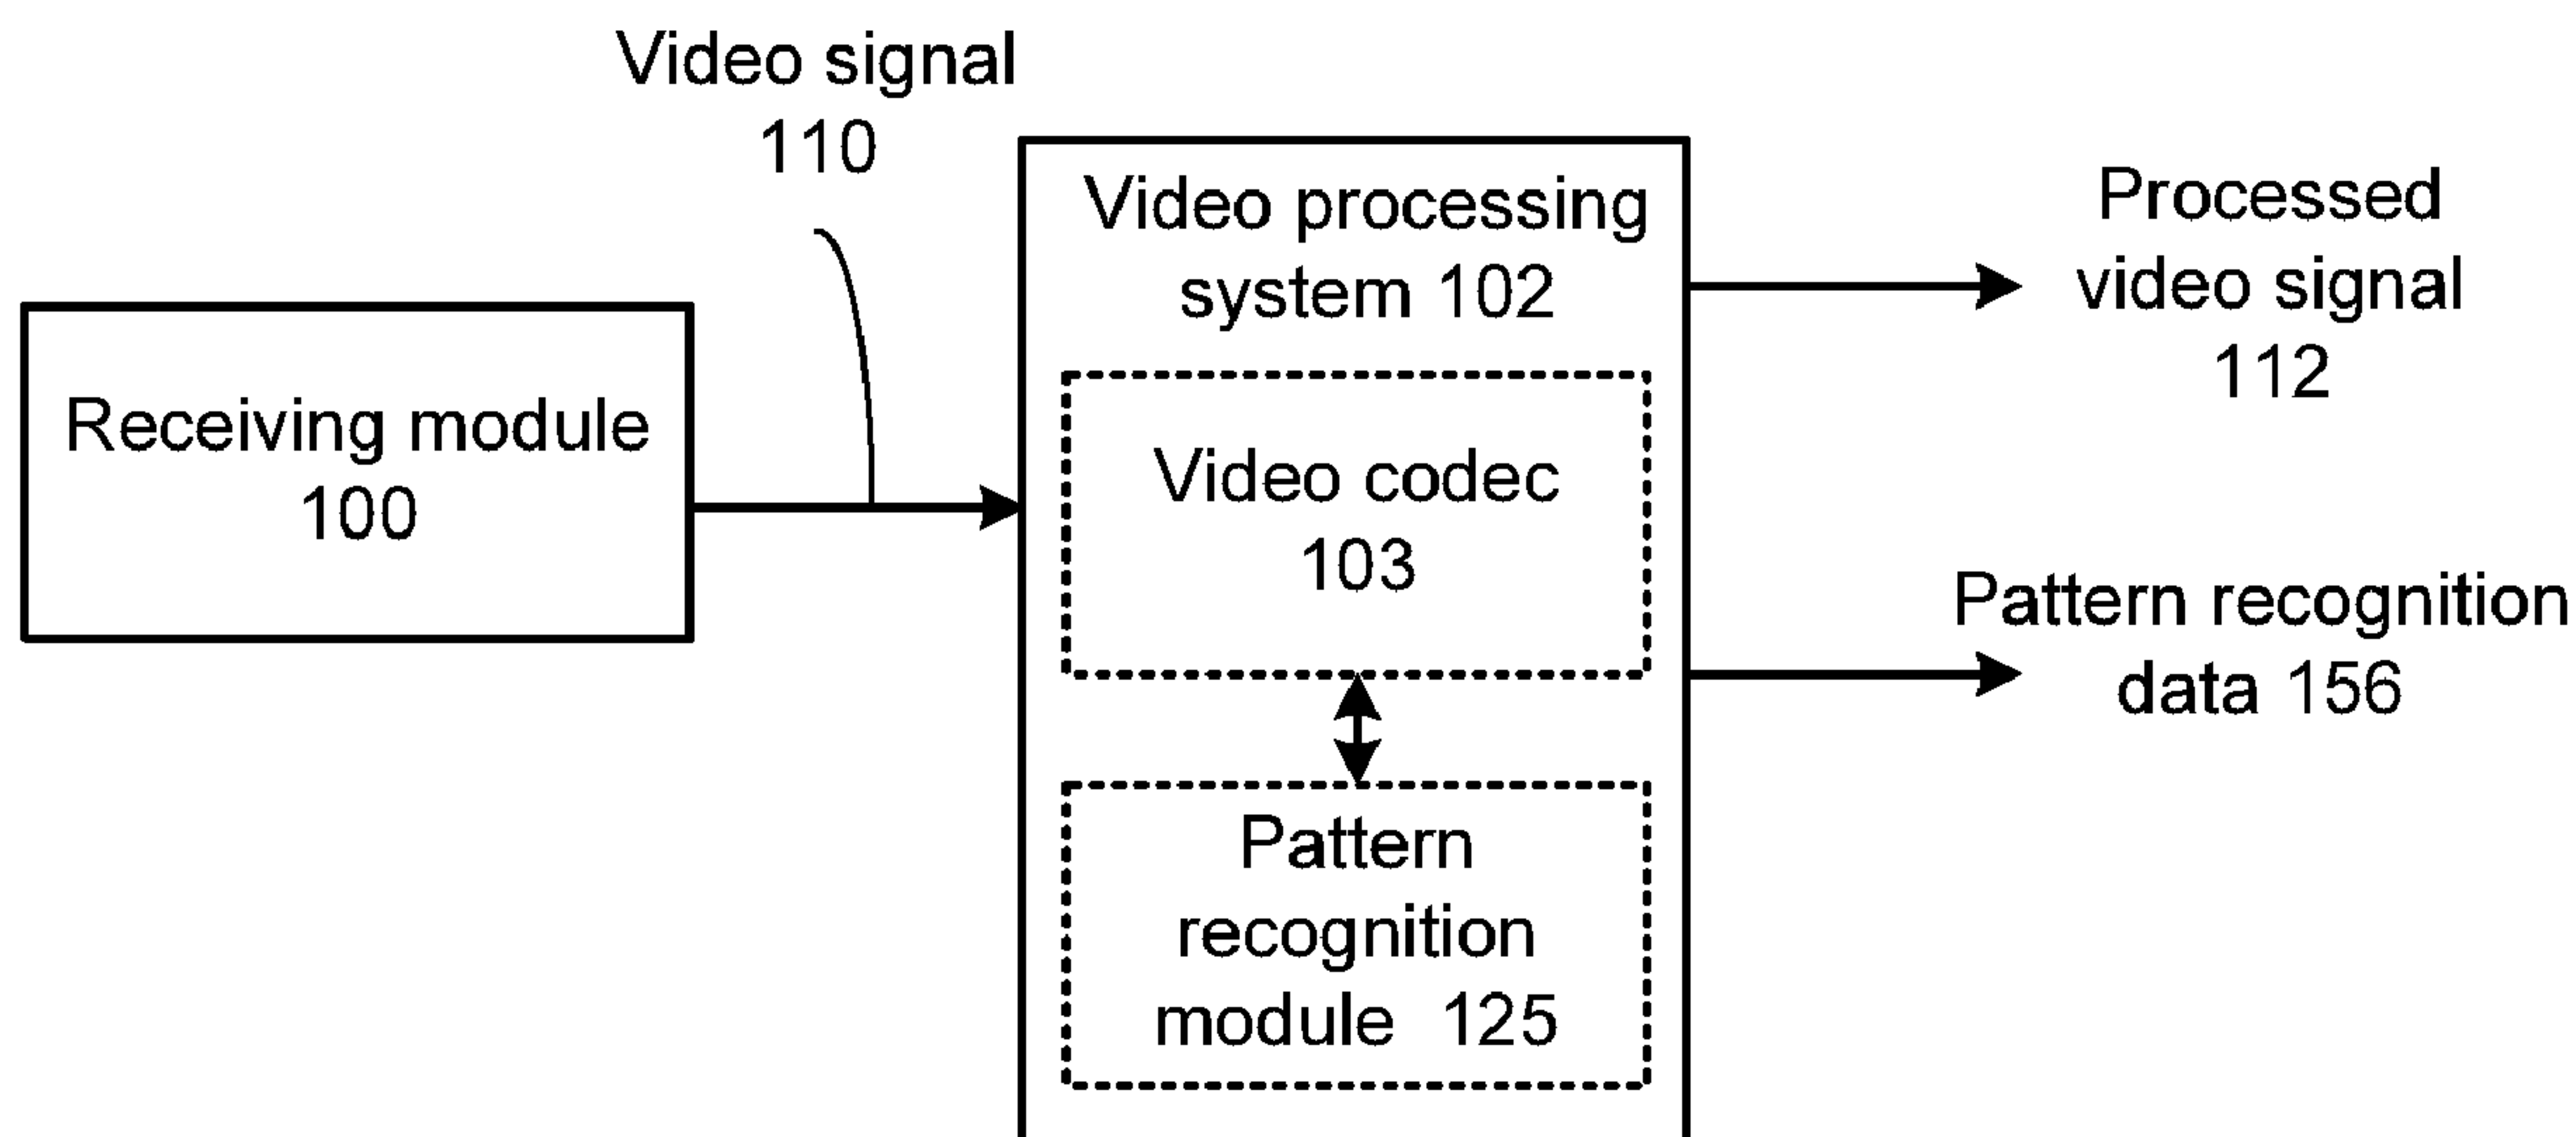 Video signal
110
Receiving module
100
Video processing
system 102
Video codec
103
Pattern
recognition
module 125
Processed
video signal
112
Pattern recognition
data 156